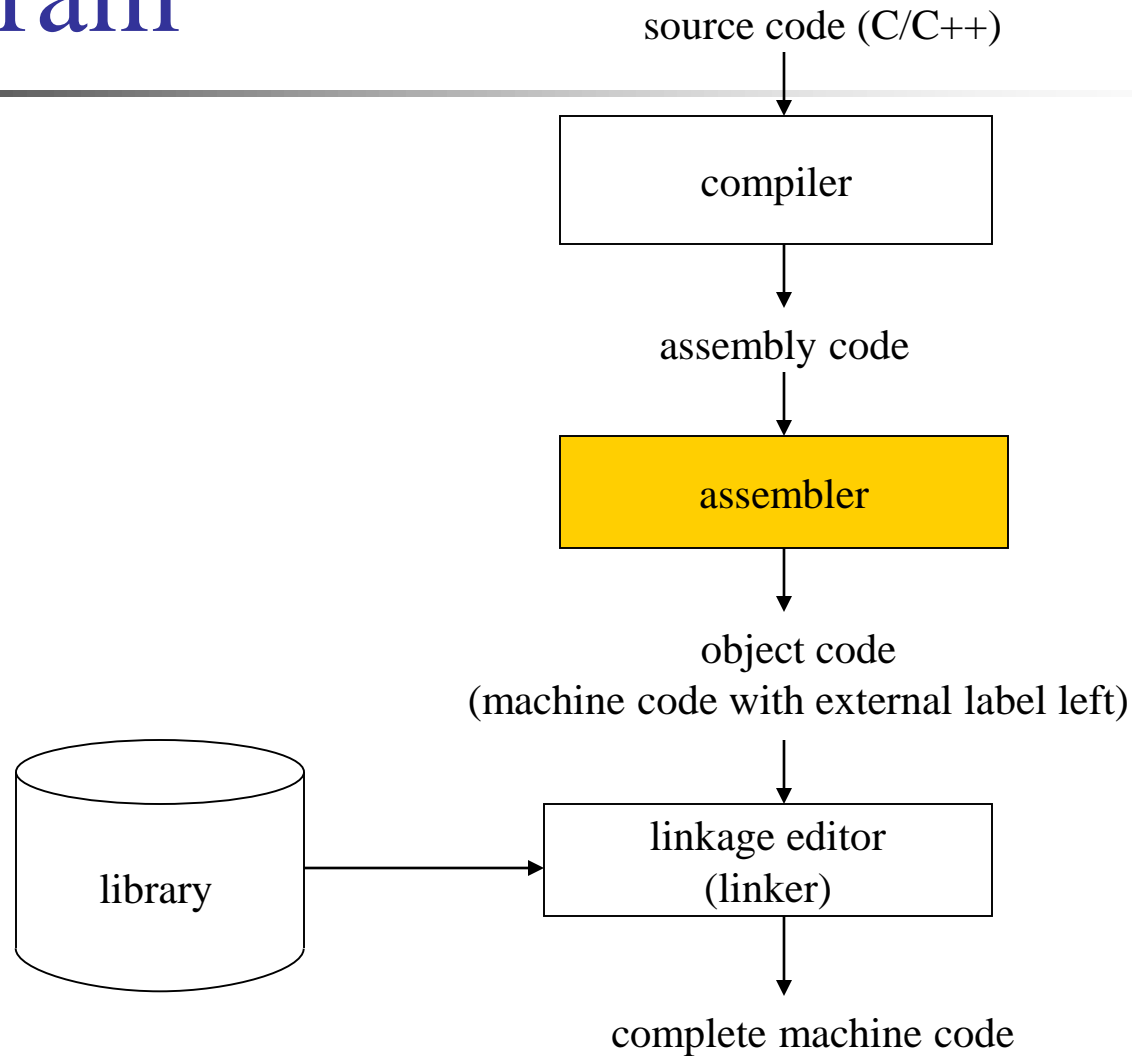 source code (C/C++)
compiler
assembly code
assembler
object code
(machine code with external label left)
linkage editor
(linker)
library
complete machine code